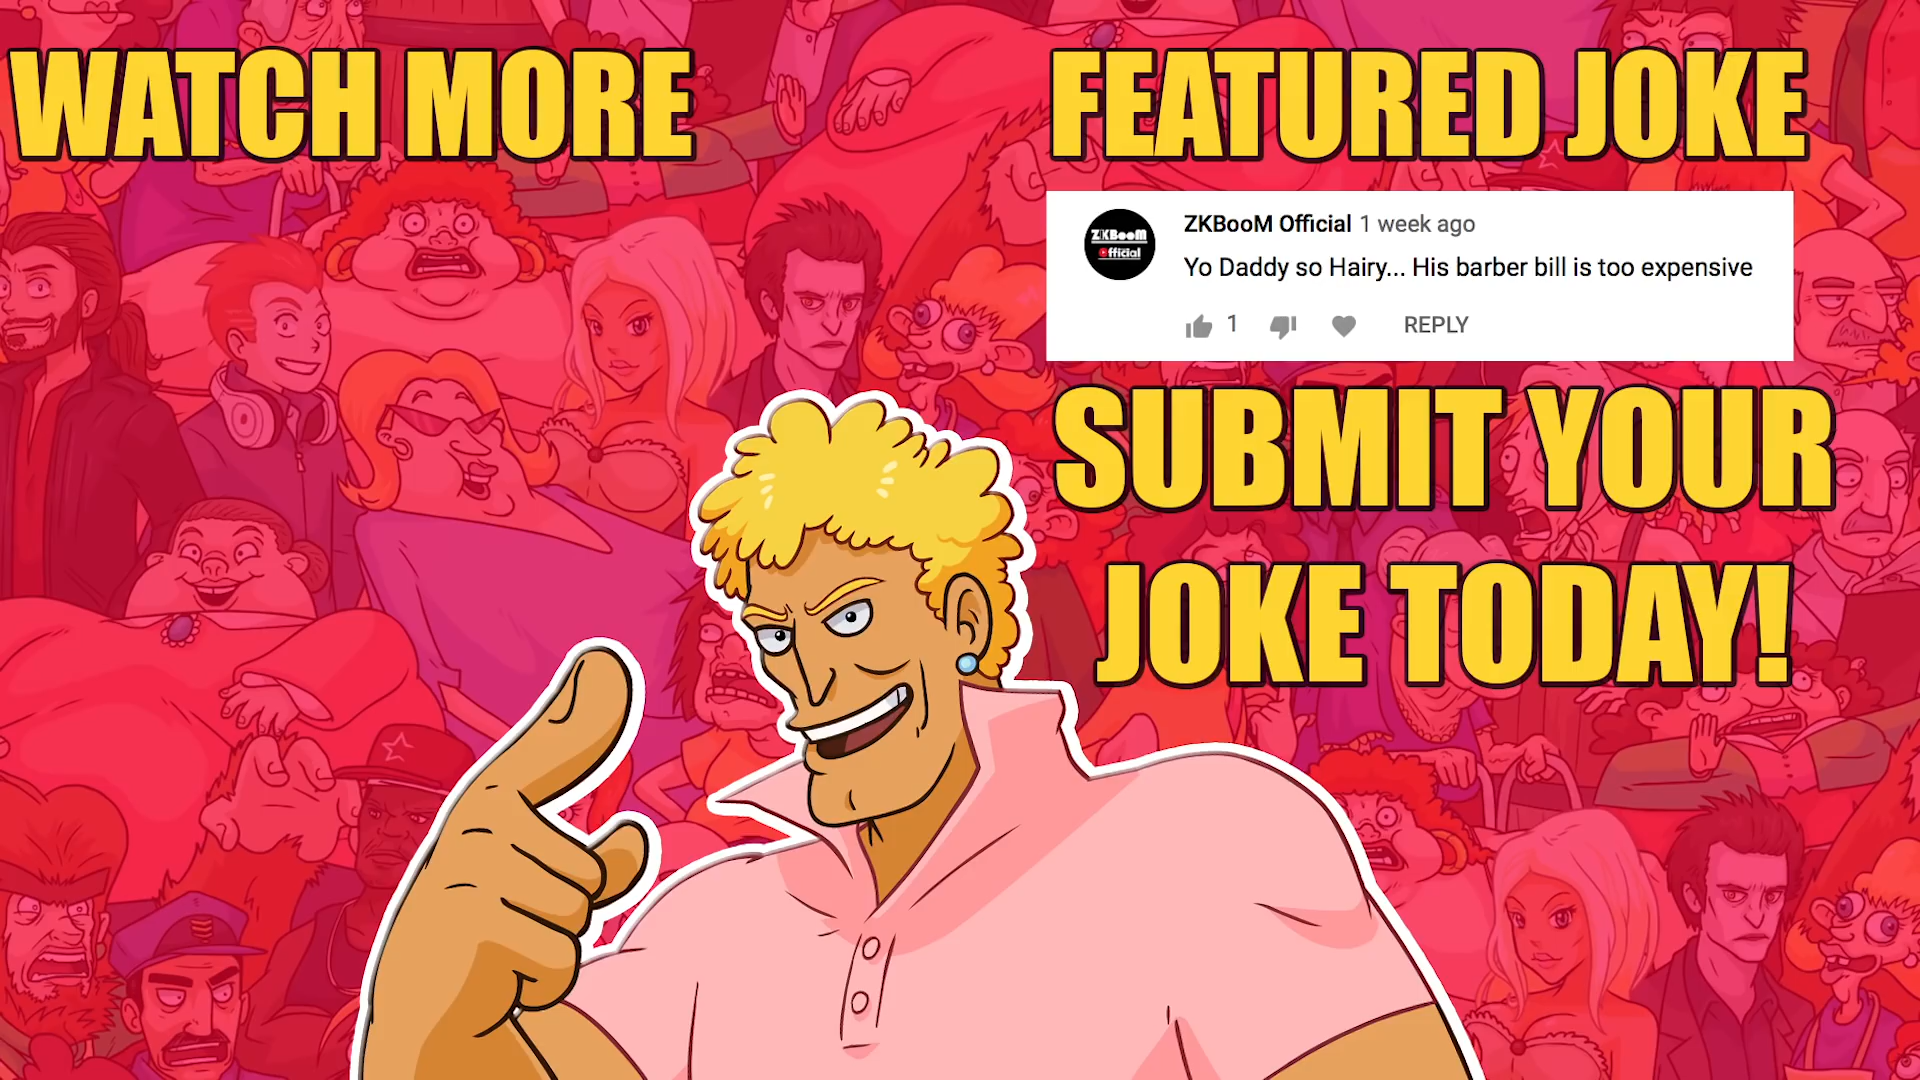 WATCH MORE
FEATURED JOKE
ZKBooM
Official
ZKBooM Official 1 week ago
Yo Daddy so Hairy... His barber bill is too expensive
1 REPLY
SUBMIT YOUR
JOKE TODAY!